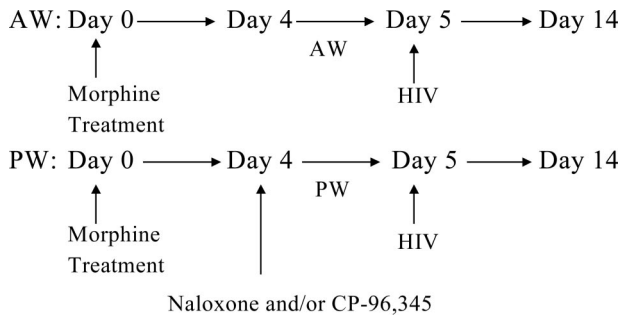 AW: Day 0 Day 4 Day 5 Day 14
AW
Morphine
Treatment
HIV
PW: Day 0 Day 4 Day 5 Day 14
PW
Morphine
Treatment
HIV
Naloxone and/or CP-96,345